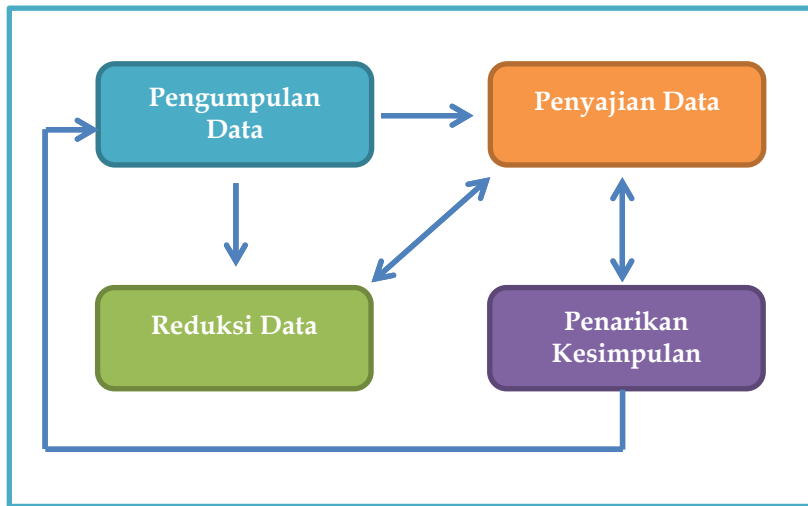 Pengumpulan
Data
Penyajian Data
Reduksi Data
Penarikan
Kesimpulan